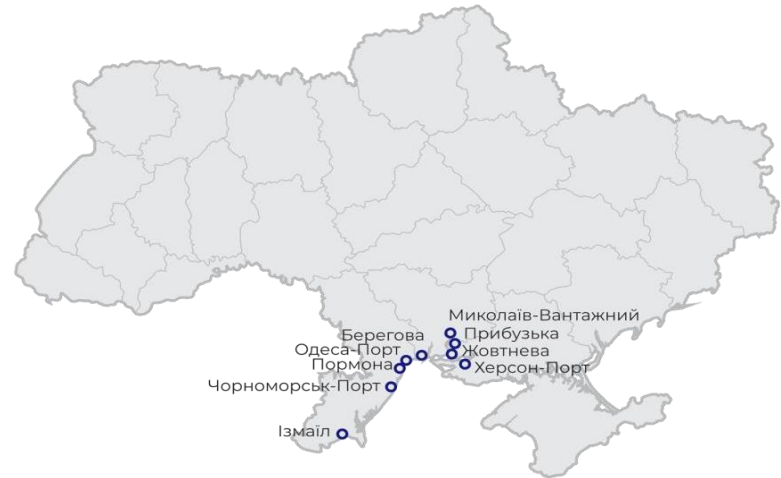 Миколаїв-Вантажний
Берегова
Прибузька
Одеса-Порт
Жовтнева
Пормона
Херсон-Порт
Чорноморськ-Порт
Ізмаїл